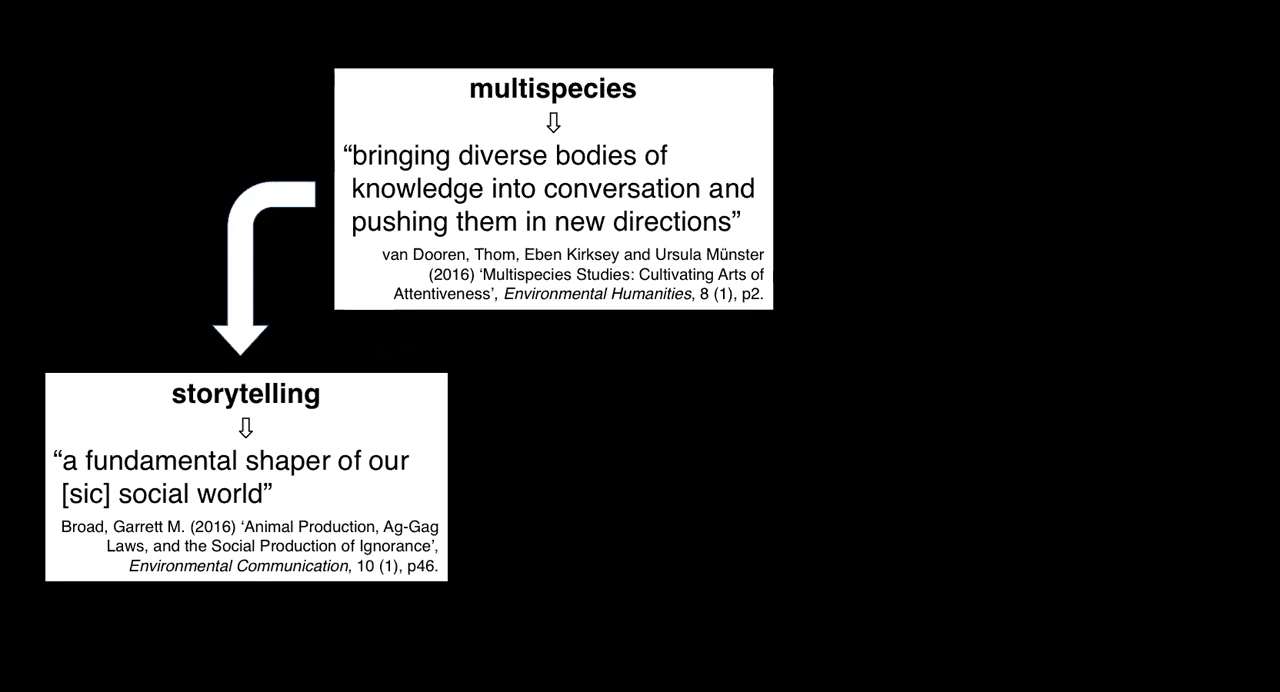 multispecies
⇩
“bringing diverse bodies of
knowledge into conversation and
pushing them in new directions”
van Dooren, Thom, Eben Kirksey and Ursula Münster
(2016) ‘Multispecies Studies: Cultivating Arts of
Attentiveness’, Environmental Humanities, 8 (1), p2.
storytelling
⇩
“a fundamental shaper of our
[sic] social world”
Broad, Garrett M. (2016) ‘Animal Production, Ag-Gag
Laws, and the Social Production of Ignorance’,
Environmental Communication, 10 (1), p46.